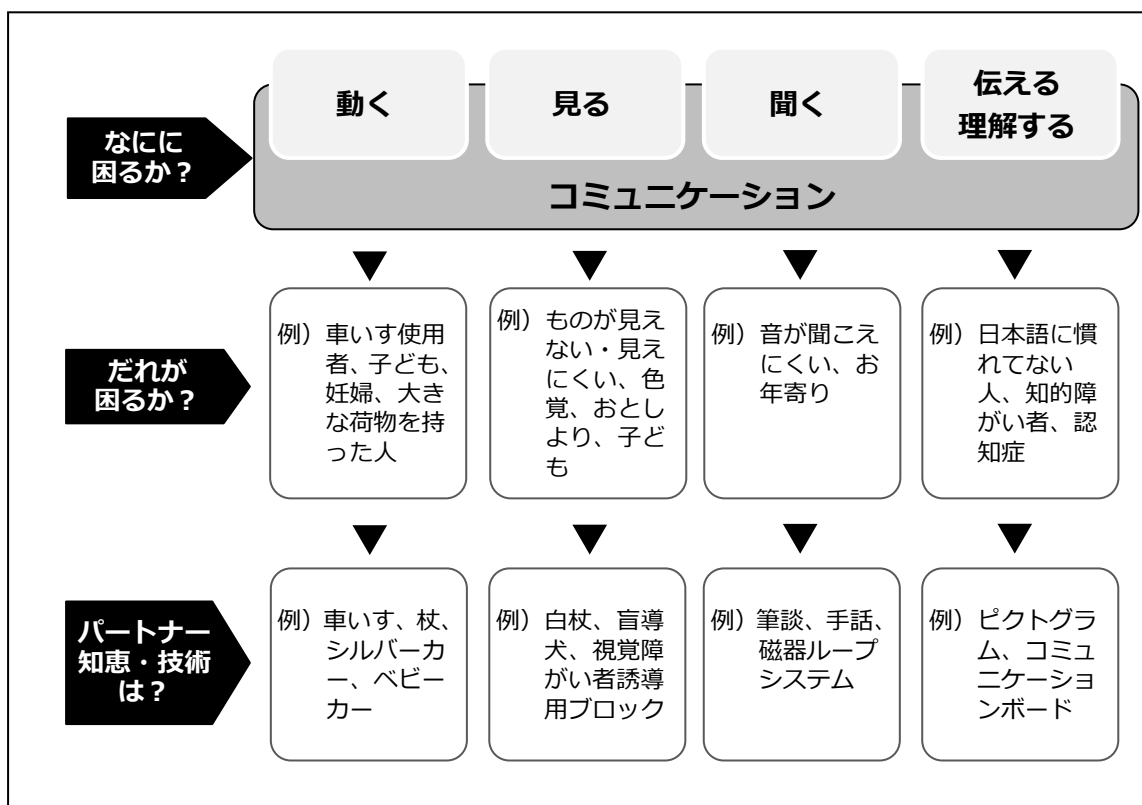 なにに
困るか？
動く
見る
聞く
伝える
理解する
コミュニケーション
だれが
困るか？
例）車いす使用
者、子ども、
妊婦、大き
な荷物を持
った人
例）ものが見え
ない・見え
にくい、色
覚、おとし
より、子ど
も
例）音が聞こえ
にくい、お
年寄り
例）日本語に慣
れてない
人、知的障
がい者、認
知症
パートナー
知恵・技術
は？
例）車いす、杖、
シルバーカ
ー、ベビー
カー
例）白杖、盲導
犬、視覚障
がい者誘導
用ブロック
例）筆談、手話、
磁器ループ
システム
例）ピクトグラ
ム、コミュ
ニケーショ
ンボード